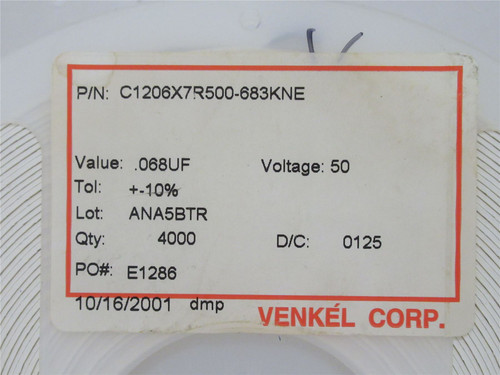 P/N: C1206X7R500-683KNE
Value: .068UF Voltage: 50
Tol: +-10%
Lot: ANA5BTR
Qty: 4000 D/C: 0125
PO#: E1286
10/16/2001 dmp VENKÉL CORP.